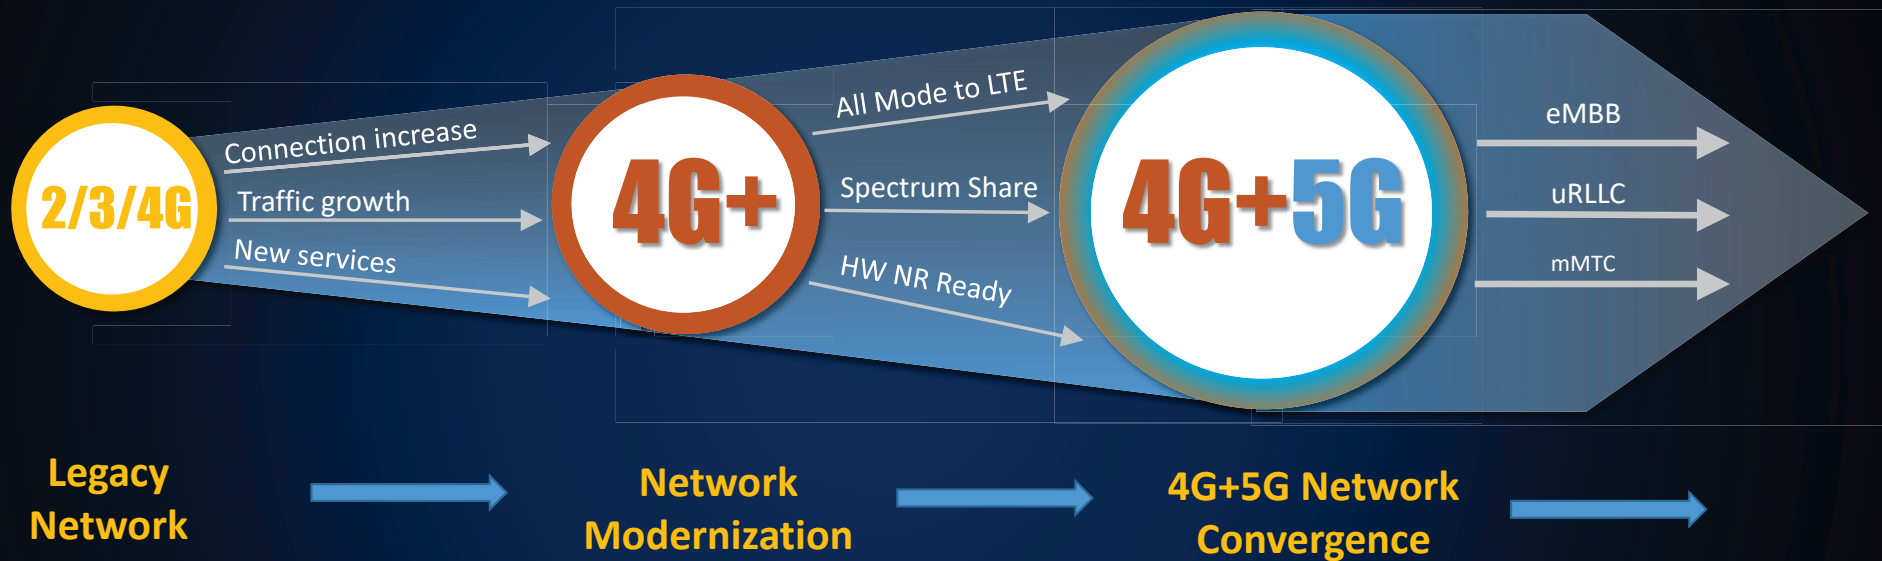 2/3/4G
Connection increase
Traffic growth
New services
4G+
All Mode to LTE
Spectrum Share
HW NR Ready
4G+5G
eMBB
uRLLC
mMTC
Legacy
Network
Network
Modernization
4G+5G Network
Convergence